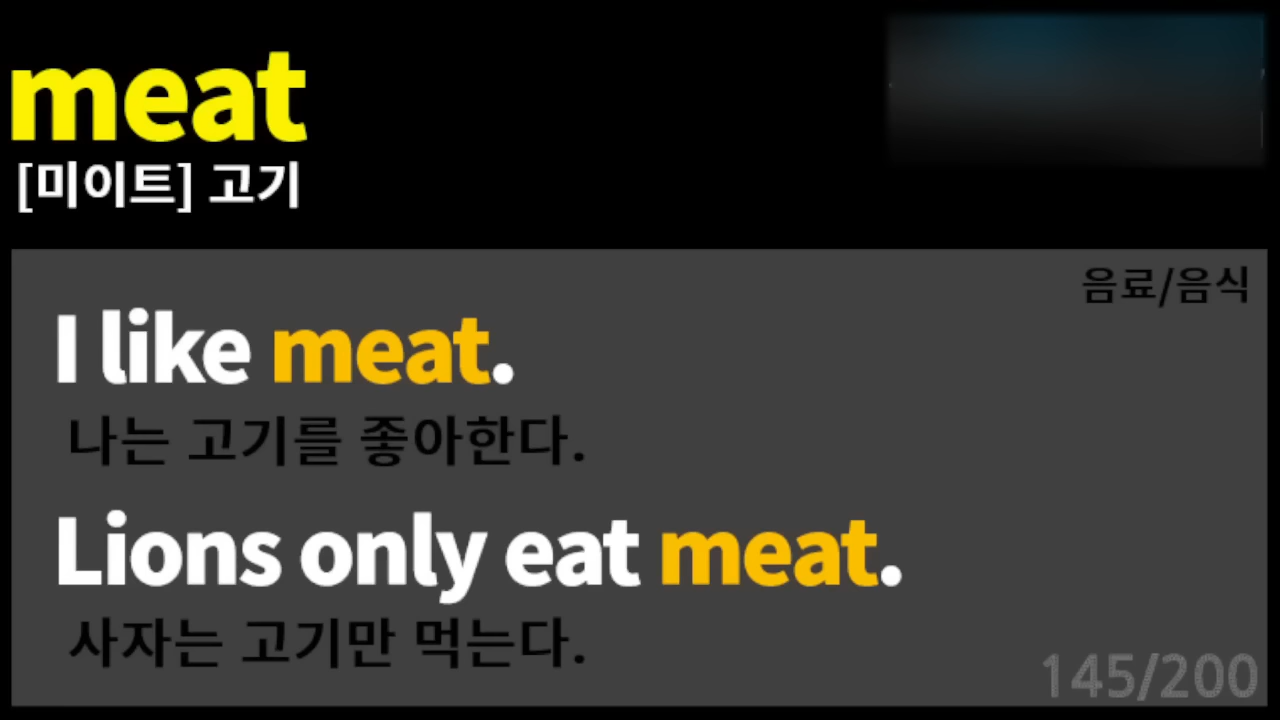 meat
[미이트] 고기
음료/음식
I like meat.
나는 고기를 좋아한다.
Lions only eat meat.
사자는 고기만 먹는다.
145/200